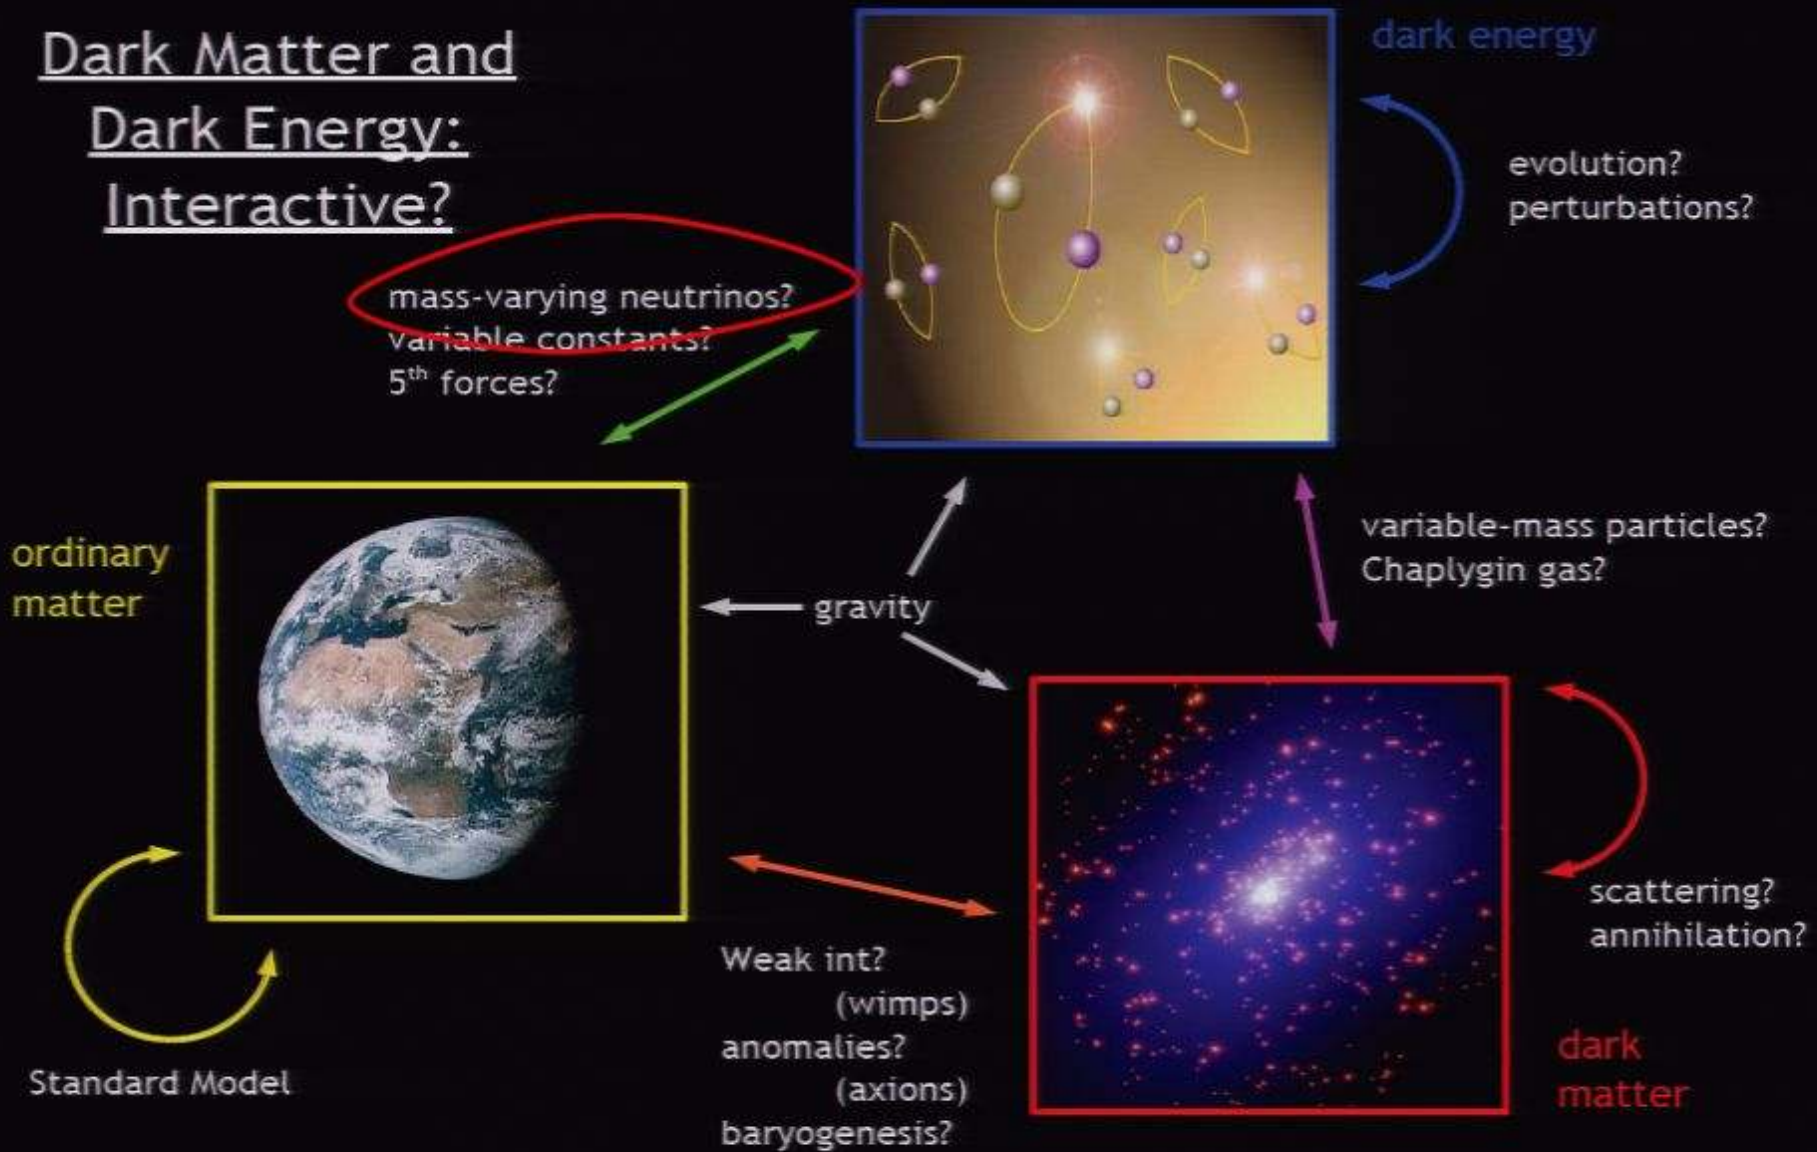 Dark Matter and
Dark Energy:
Interactive?
dark energy
evolution?
perturbations?
mass-varying neutrinos?
variable constants?
5th forces?
ordinary
matter
gravity
variable-mass particles?
Chaplygin gas?
scattering?
annihilation?
Weak int?
(wimps)
anomalies?
(axions)
baryogenesis?
dark
matter
Standard Model